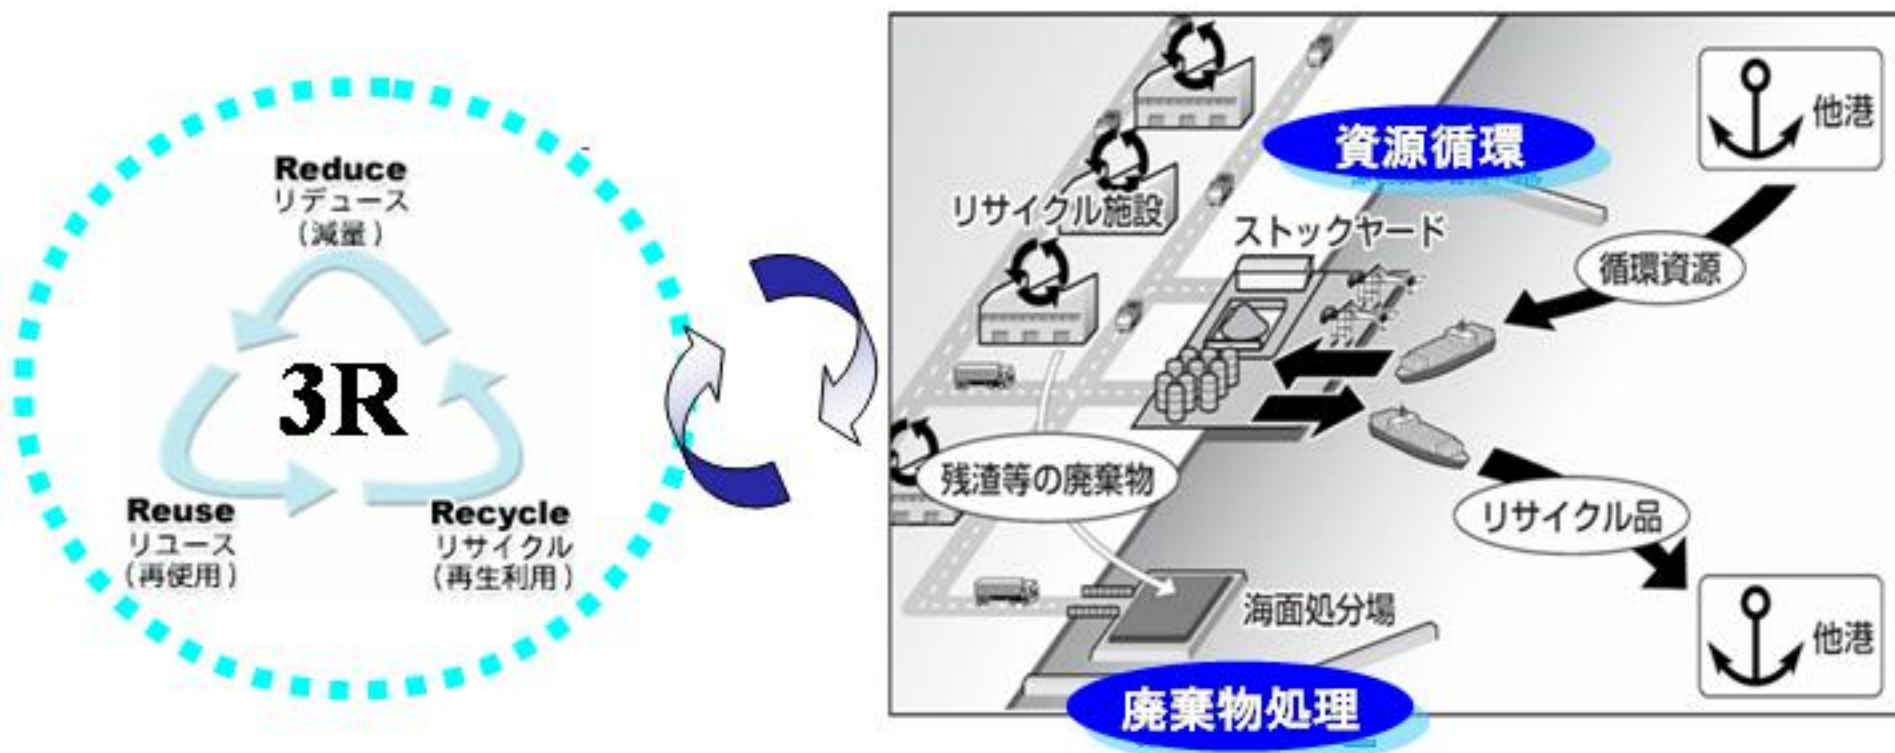 Reduce
リデュース
(減量)
3R
Reuse
リユース
(再使用)
Recycle
リサイクル
(再生利用)
資源循環
他港
リサイクル施設
ストックヤード
循環資源
残渣等の廃棄物
リサイクル品
海面処分場
他港
廃棄物処理